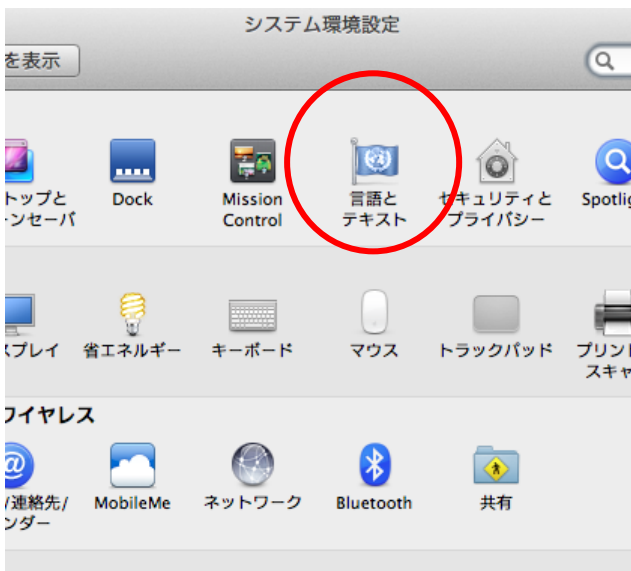 システム環境設定
を表示
トップと
ーンセーバ
Dock
Mission
Control
言語と
テキスト
セキュリティと
プライバシー
Spotlig
スプレイ
省エネルギー
キーボード
マウス
トラックパッド
プリント
スキャ
ワイヤレス
/連絡先/
ンダー
MobileMe
ネットワーク
Bluetooth
共有